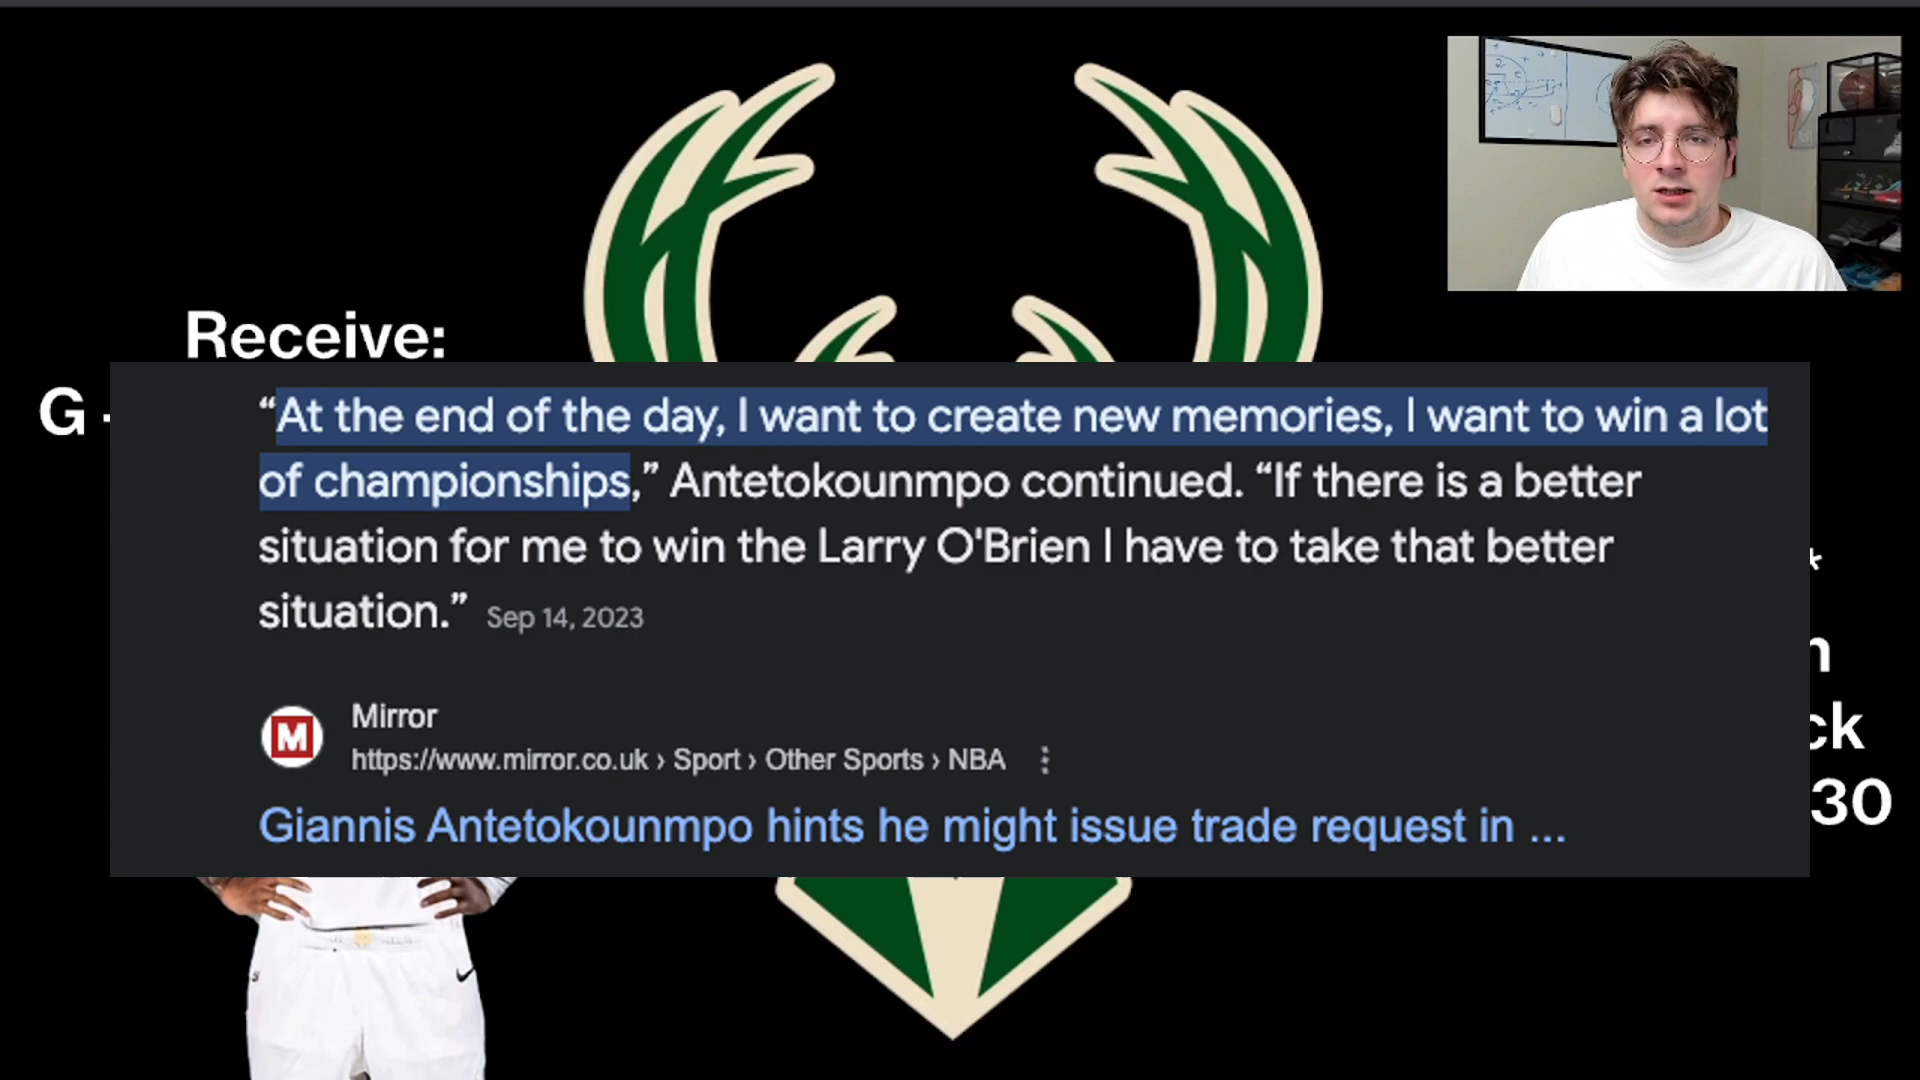 Receive:
G -
“At the end of the day, I want to create new memories, I want to win a lot
of championships,” Antetokounmpo continued. “If there is a better
situation for me to win the Larry O'Brien I have to take that better
situation.” Sep 14, 2023
*
n
ck
30
M
Mirror
https://www.mirror.co.uk › Sport › Other Sports › NBA
Giannis Antetokounmpo hints he might issue trade request in ...